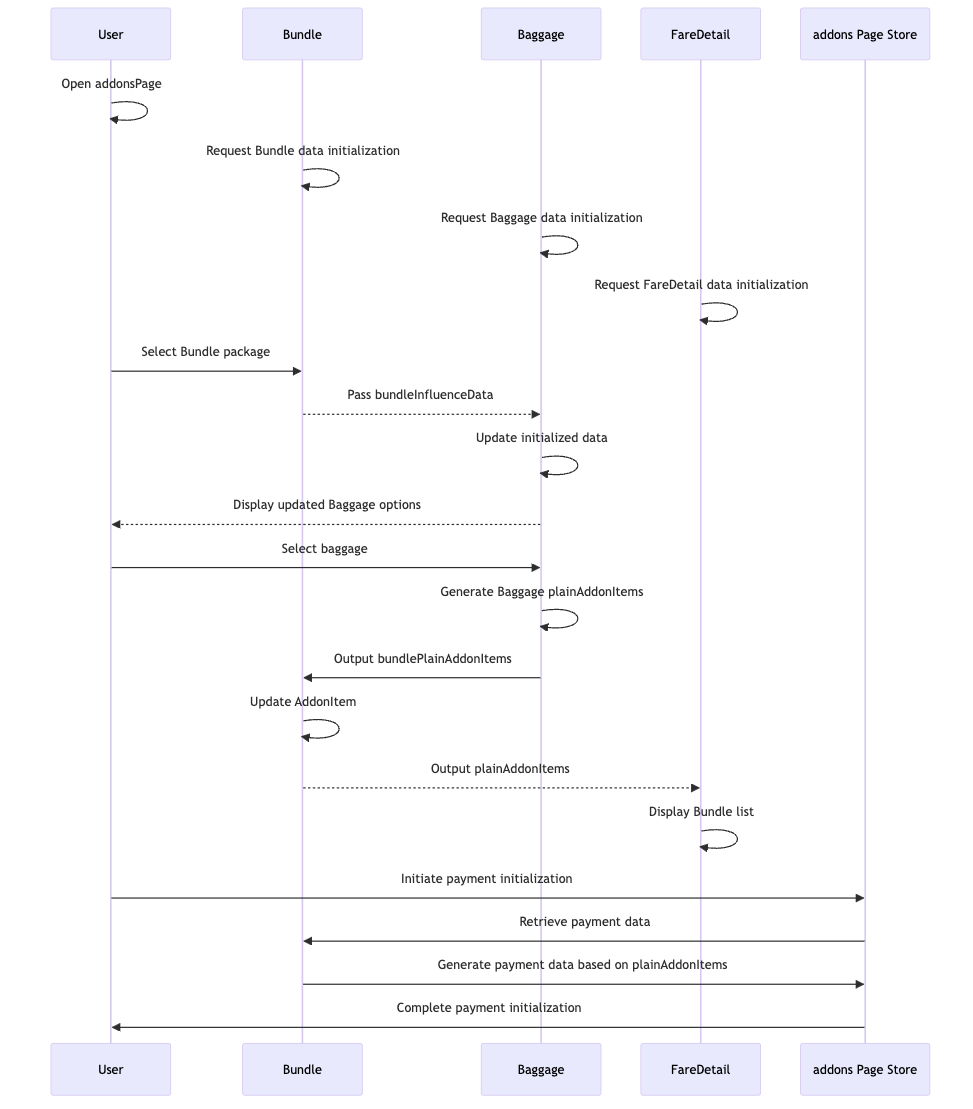 User
Bundle
Baggage
FareDetail
addons Page Store
Open addonsPage
Request Bundle data initialization
Request Baggage data initialization
Request FareDetail data initialization
Select Bundle package
Pass bundleInfluenceData
Update initialized data
Display updated Baggage options
Select baggage
Generate Baggage plainAddonItems
Output bundlePlainAddonItems
Update AddonItem
Output plainAddonItems
Display Bundle list
Initiate payment initialization
Retrieve payment data
Generate payment data based on plainAddonItems
Complete payment initialization
User
Bundle
Baggage
FareDetail
addons Page Store